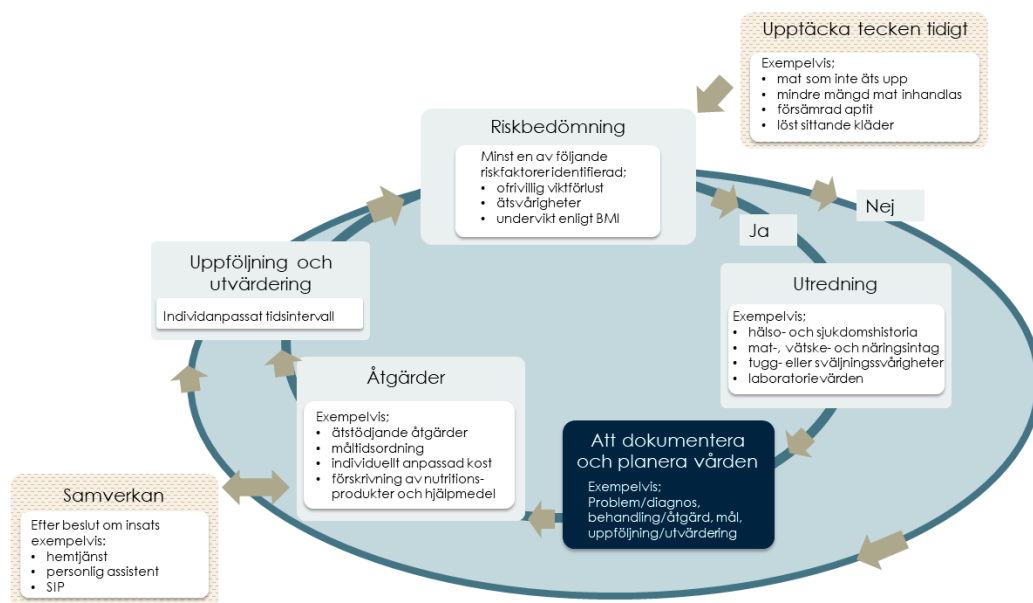 Upptäcka tecken tidigt
Exempelvis;
• mat som inte äts upp
• mindre mängd mat inhandlas
• försämrad aptit
• löst sittande kläder
Riskbedömning
Minst en av följande
riskfaktorer identifierad;
• ofrivillig viktförlust
• ätsvårigheter
• undervikt enligt BMI
Nej
Ja
Utredning
Exempelvis;
• hälso- och sjukdomshistoria
• mat-, vätske- och näringsintag
• tugg- eller sväljningssvårigheter
• laboratorievärden
Att dokumentera
och planera vården
Exempelvis;
Problem/diagnos,
behandling/åtgärd, mål,
uppföljning/utvärdering
Åtgärder
Exempelvis;
• ätstödjande åtgärder
• måltidsordning
• individuellt anpassad kost
• förskrivning av nutritions-
produkter och hjälpmedel
Uppföljning och
utvärdering
Individanpassat tidsintervall
Samverkan
Efter beslut om insats
exempelvis:
• hemtjänst
• personlig assistent
• SIP